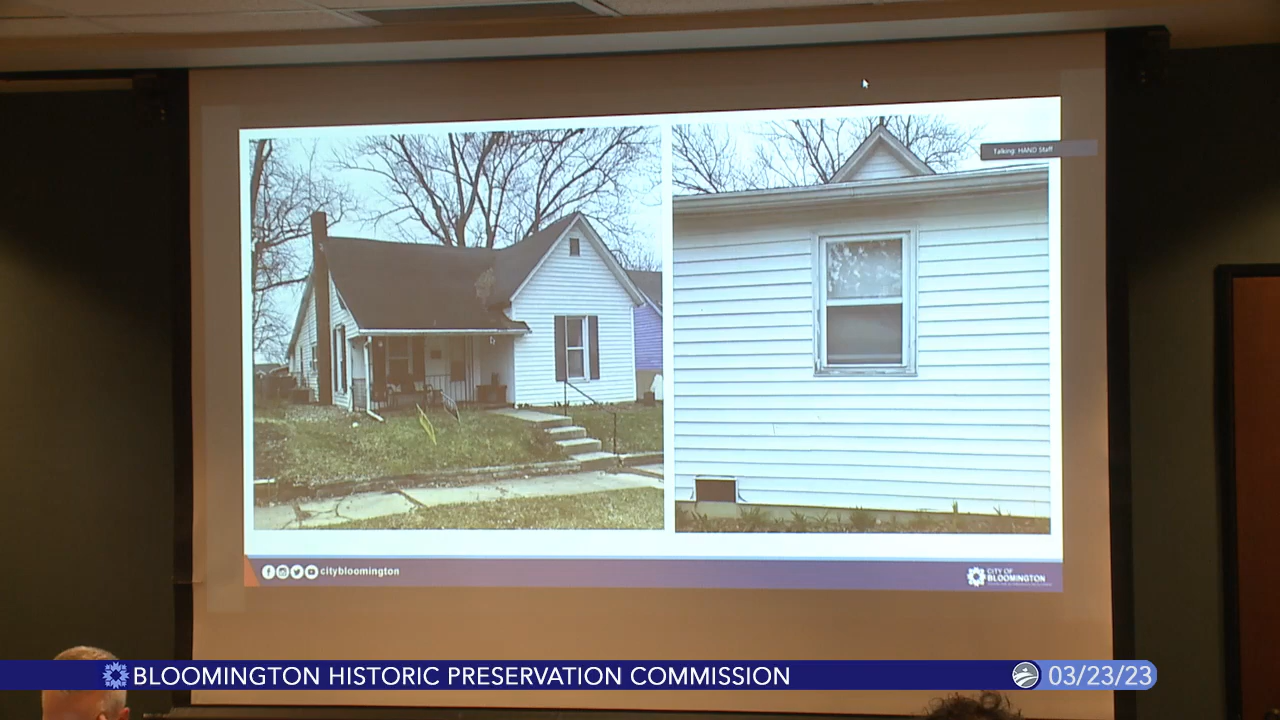 Talking: HAND Staff
citybloomington
CITY OF
BLOOMINGTON
BLOOMINGTON HISTORIC PRESERVATION COMMISSION
03/23/23